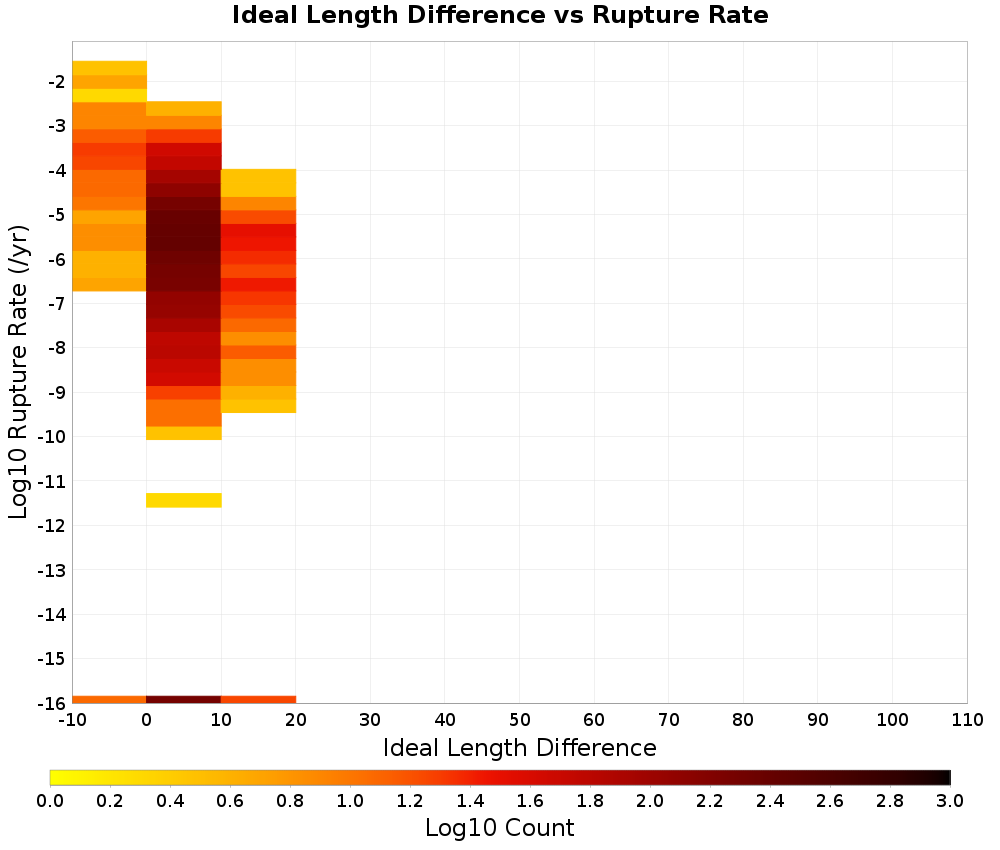 Ideal Length Difference vs Rupture Rate
Log10 Rupture Rate (/yr)
-2
-3
-4
-5
-6
-7
-8
-9
-10
-11
-12
-13
-14
-15
-16
-10 0 10 20 30 40 50 60 70 80 90 100 110
Ideal Length Difference
0.0 0.2 0.4 0.6 0.8 1.0 1.2 1.4 1.6 1.8 2.0 2.2 2.4 2.6 2.8 3.0
Log10 Count